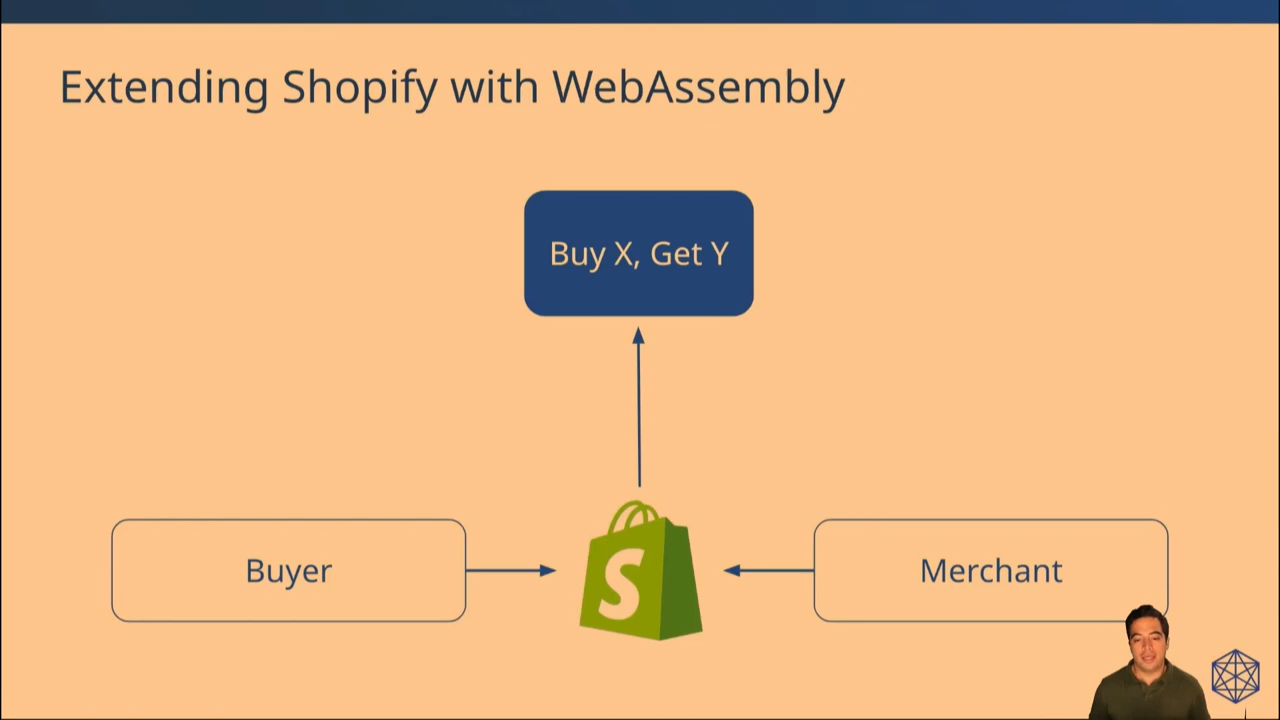 Extending Shopify with WebAssembly
Buy X, Get Y
Buyer
S
Merchant